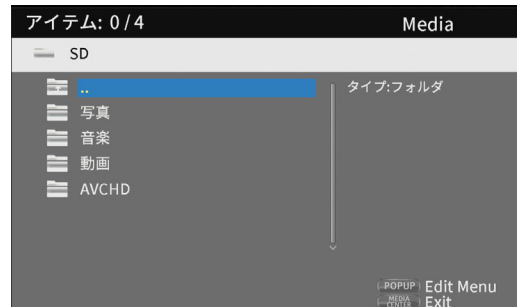 アイテム: 0/4
Media
SD
..
タイプ:フォルダ
写真
音楽
動画
AVCHD
POPUP Edit Menu
MEDIA CENTER Exit